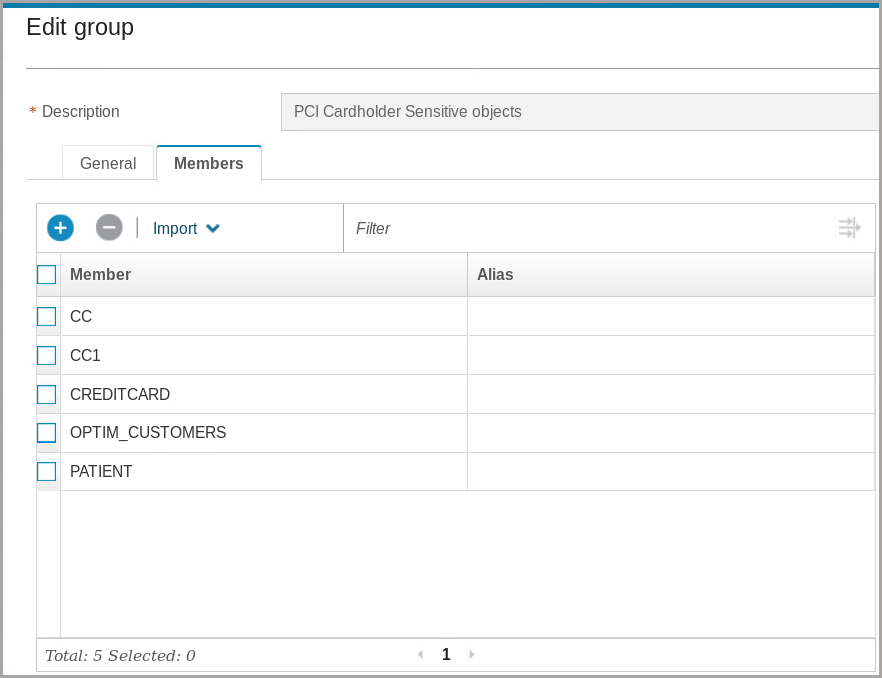 Edit group
* Description PCI Cardholder Sensitive objects
General Members
Import Filter
Member Alias
CC
CC1
CREDITCARD
OPTIM_CUSTOMERS
PATIENT
Total: 5 Selected: 0 1